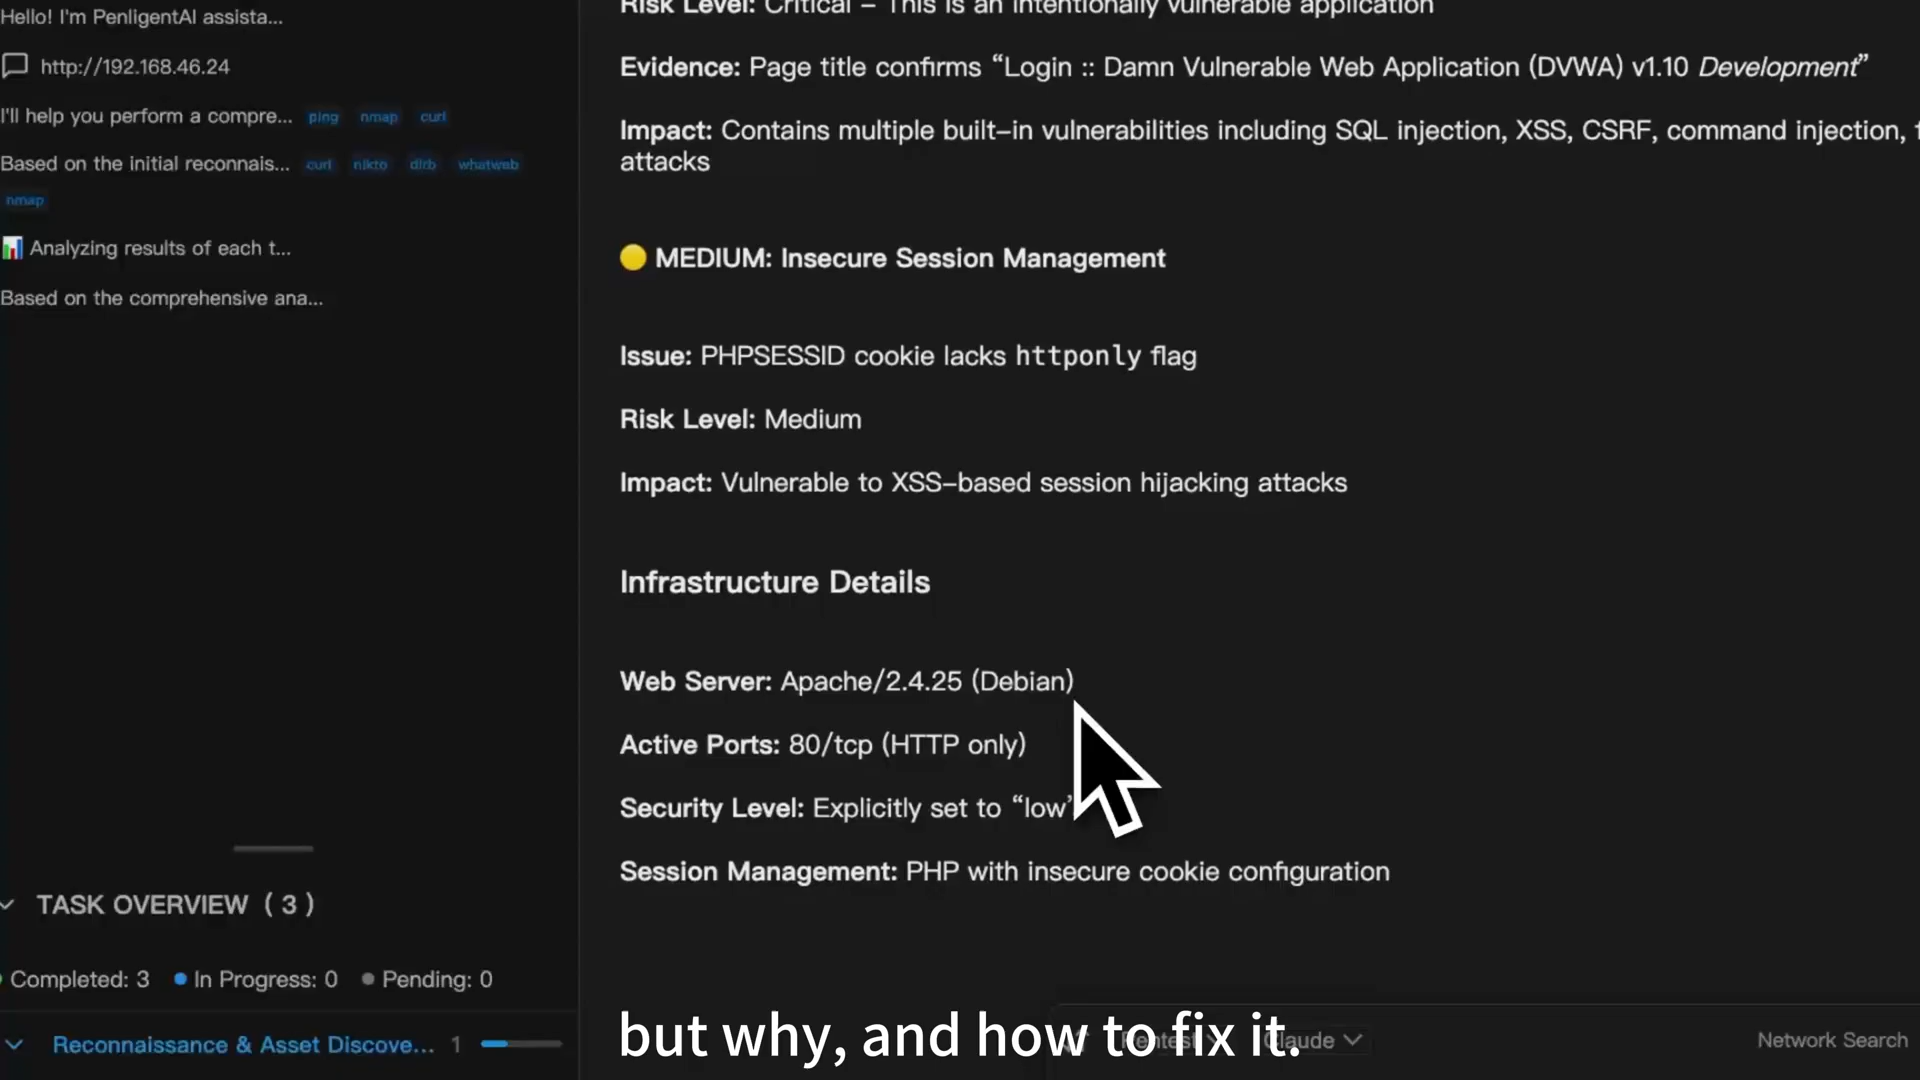 Hello! I'm PenligentAI assista...
http://192.168.46.24
I'll help you perform a compre... ping nmap curl
Based on the initial reconnais... curl nikto dirb whatweb
nmap
Analyzing results of each t...
Based on the comprehensive ana...
TASK OVERVIEW ( 3 )
Completed: 3 In Progress: 0 Pending: 0
Reconnaissance & Asset Discove... 1
Risk Level: Critical – This is an intentionally vulnerable application
Evidence: Page title confirms “Login :: Damn Vulnerable Web Application (DVWA) v1.10 Development”
Impact: Contains multiple built–in vulnerabilities including SQL injection, XSS, CSRF, command injection,
attacks
MEDIUM: Insecure Session Management
Issue: PHPSESSID cookie lacks httponly flag
Risk Level: Medium
Impact: Vulnerable to XSS–based session hijacking attacks
Infrastructure Details
Web Server: Apache/2.4.25 (Debian)
Active Ports: 80/tcp (HTTP only)
Security Level: Explicitly set to “low”
Session Management: PHP with insecure cookie configuration
but why, and how to fix it.
Pentest Claude
Network Search